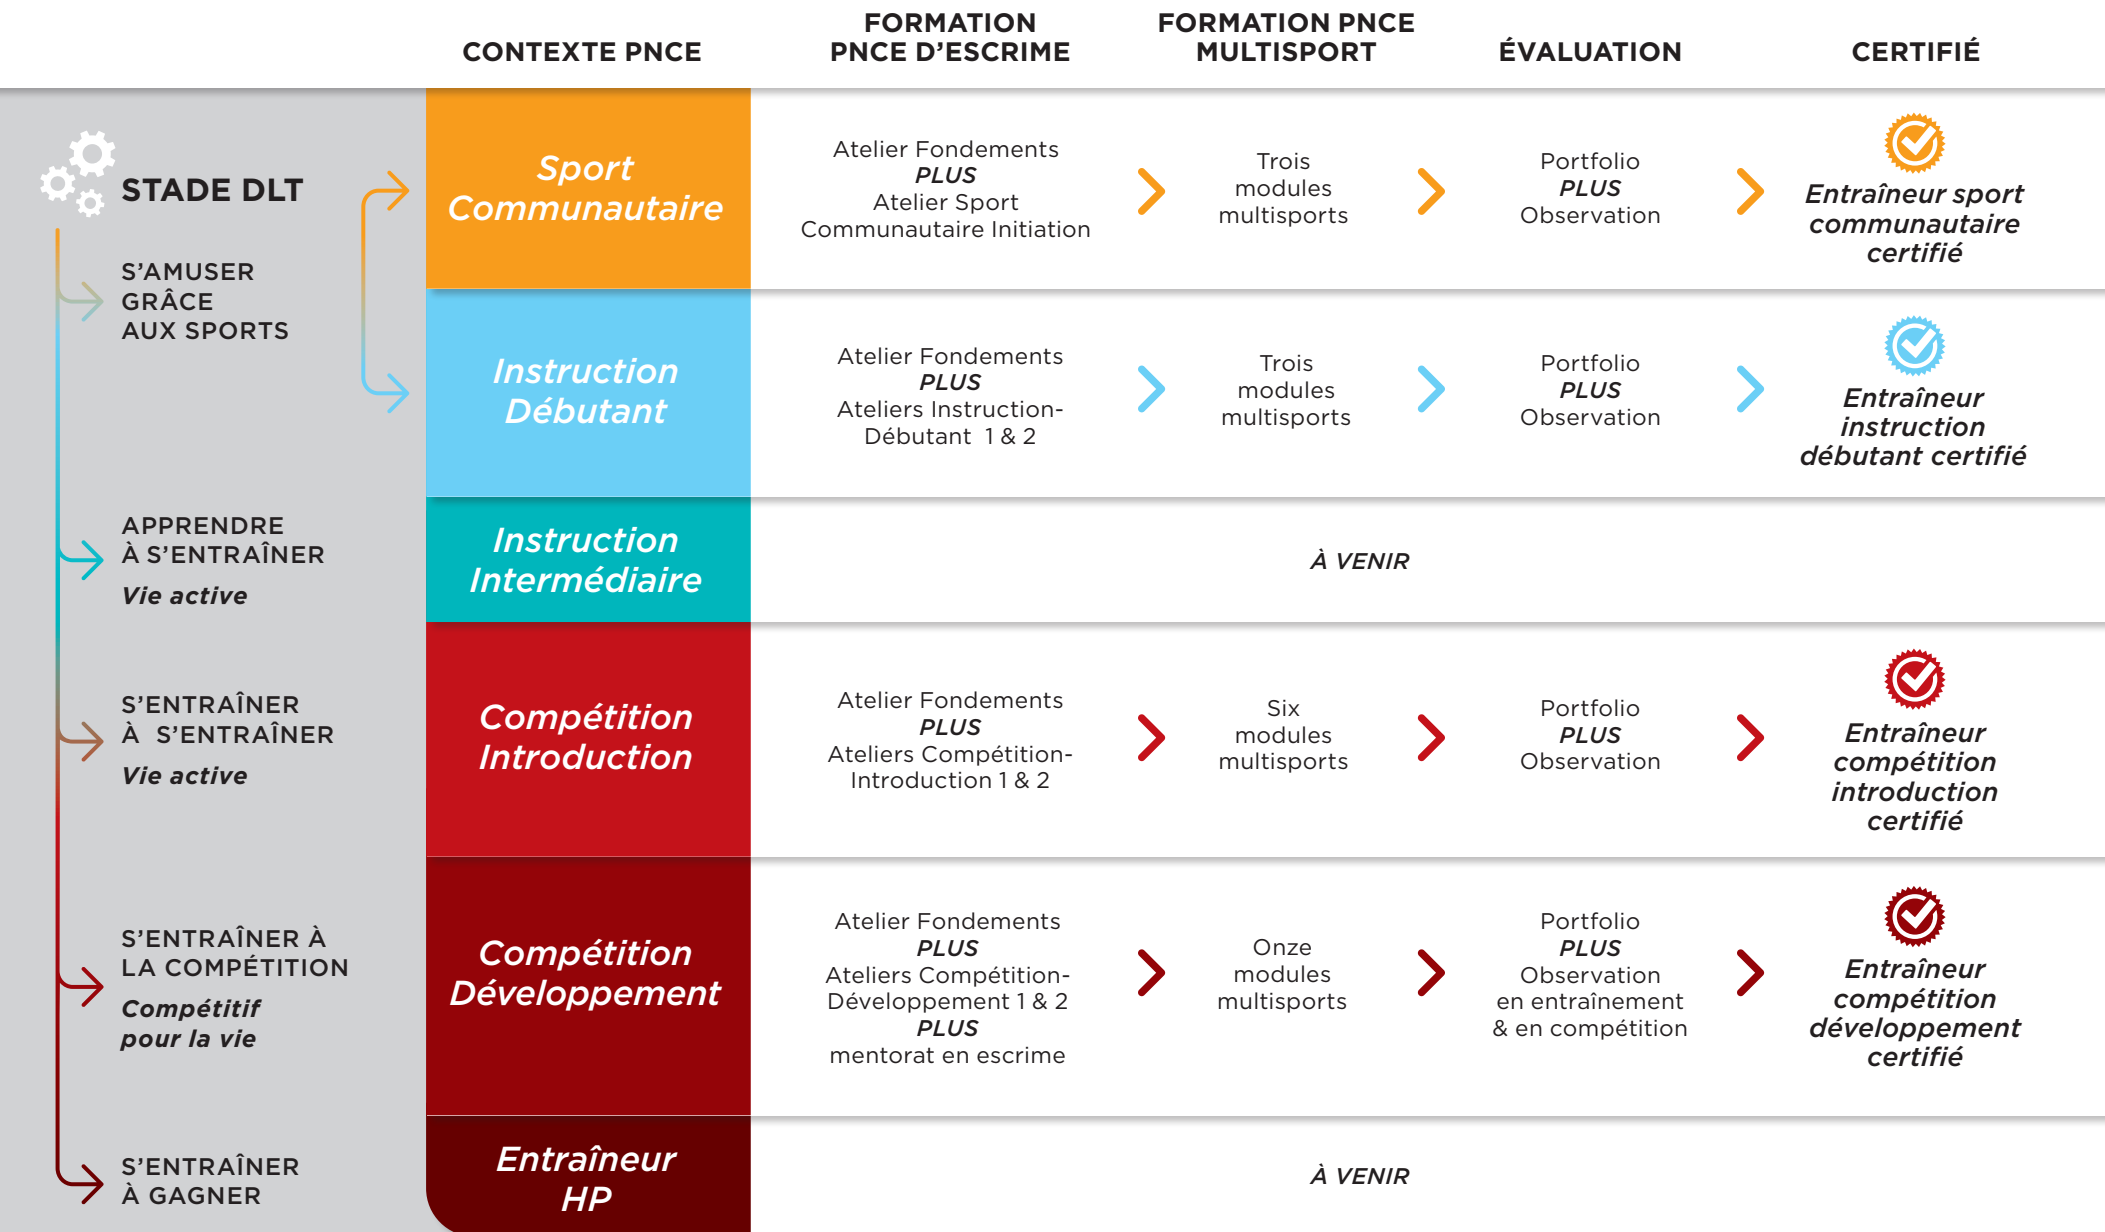 CONTEXTE PNCE
FORMATION
PNCE D'ESCRIME
FORMATION PNCE
MULTISPORT
ÉVALUATION
CERTIFIÉ
STADE DLT
S'AMUSER
GRÂCE
AUX SPORTS
Sport
Communautaire
Atelier Fondements
PLUS
Atelier Sport
Communautaire Initiation
Trois
modules
multisports
Portfolio
PLUS
Observation
Entraîneur sport
communautaire
certifié
Instruction
Débutant
Atelier Fondements
PLUS
Ateliers Instruction-
Débutant 1 & 2
Trois
modules
multisports
Portfolio
PLUS
Observation
Entraîneur
instruction
débutant certifié
APPRENDRE
À S'ENTRAÎNER
Vie active
Instruction
Intermédiaire
À VENIR
S'ENTRAÎNER
À S'ENTRAÎNER
Vie active
Compétition
Introduction
Atelier Fondements
PLUS
Ateliers Compétition-
Introduction 1 & 2
Six
modules
multisports
Portfolio
PLUS
Observation
Entraîneur
compétition
introduction
certifié
S'ENTRAÎNER À
LA COMPÉTITION
Compétitif
pour la vie
Compétition
Développement
Atelier Fondements
PLUS
Ateliers Compétition-
Développement 1 & 2
PLUS
mentorat en escrime
Onze
modules
multisports
Portfolio
PLUS
Observation
en entraînement
& en compétition
Entraîneur
compétition
développement
certifié
S'ENTRAÎNER
À GAGNER
Entraîneur
HP
À VENIR